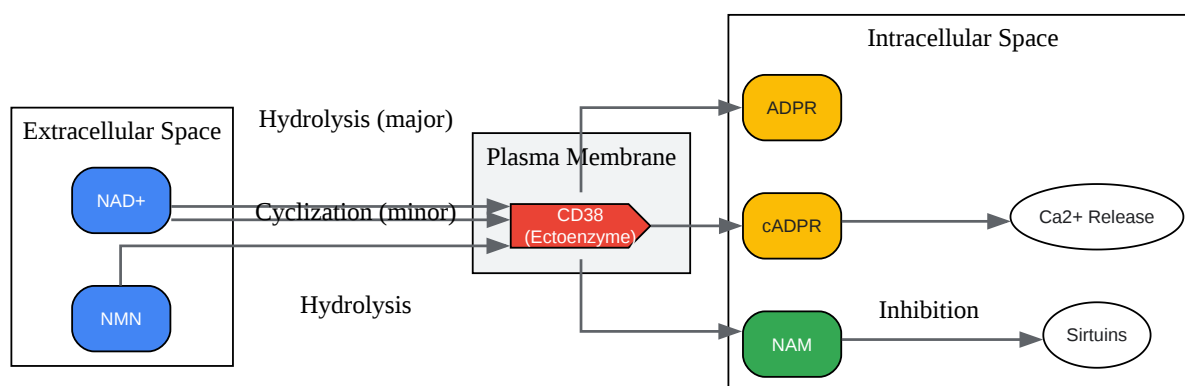 Intracellular Space
ADPR
Hydrolysis (major)
Extracellular Space
Plasma Membrane
NAD+
Cyclization (minor)
CD38
(Ectoenzyme)
cADPR
Ca2+ Release
NMN
Hydrolysis
NAM
Inhibition
Sirtuins